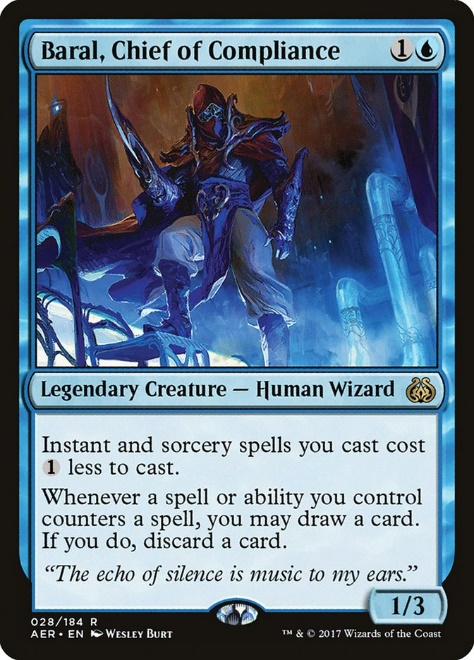 Baral, Chief of Compliance 1
Legendary Creature — Human Wizard
Instant and sorcery spells you cast cost
1 less to cast.
Whenever a spell or ability you control
counters a spell, you may draw a card.
If you do, discard a card.
“The echo of silence is music to my ears.”
1/3
028/184 R
AER • EN Wesley Burt
™ & © 2017 Wizards of the Coast